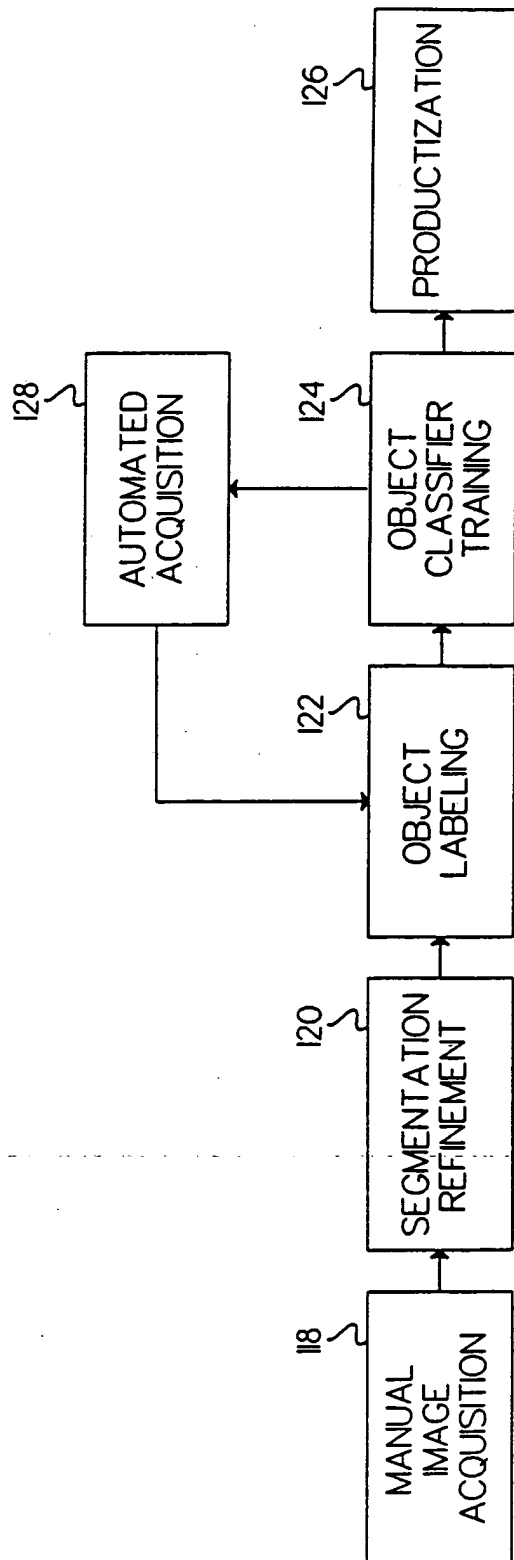 118
MANUAL
IMAGE
ACQUISITION
120
SEGMENTATION
REFINEMENT
122
OBJECT
LABELING
128
AUTOMATED
ACQUISITION
124
OBJECT
CLASSIFIER
TRAINING
126
PRODUCTIZATION